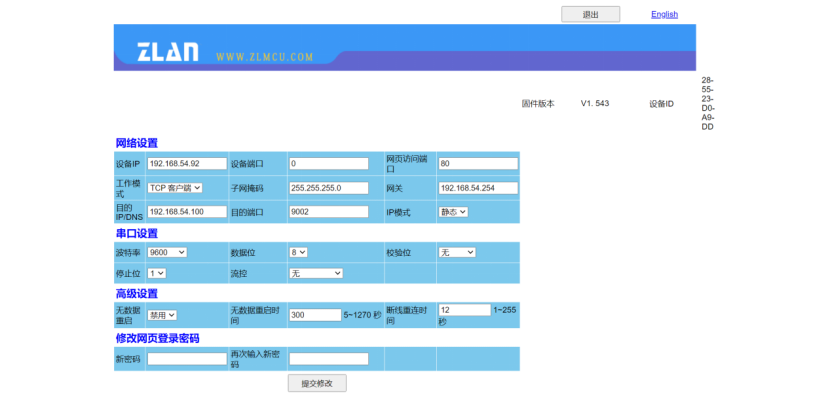 退出 English
ZLAN WWW.ZLMCU.COM
固件版本 V1. 543 设备ID 28-
55-
23-
D0-
A9-
DD
网络设置
设备IP 192.168.54.92 设备端口 0 网页访问端口 80
工作模式 TCP 客户端 子网掩码 255.255.255.0 网关 192.168.54.254
目的IP/DNS 192.168.54.100 目的端口 9002 IP模式 静态
串口设置
波特率 9600 数据位 8 校验位 无
停止位 1 流控 无
高级设置
无数据重启 禁用 无数据重启时间 300 5~1270 秒 断线重连时间 12 1~255 秒
修改网页登录密码
新密码 再次输入新密码
提交修改